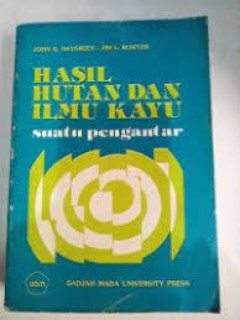 JOHN G. HAYGREEN - JIM L. BOWYER
HASIL
HUTAN DAN
ILMU KAYU
suatu pengantar
UGM
GADJAH MADA UNIVERSITY PRESS